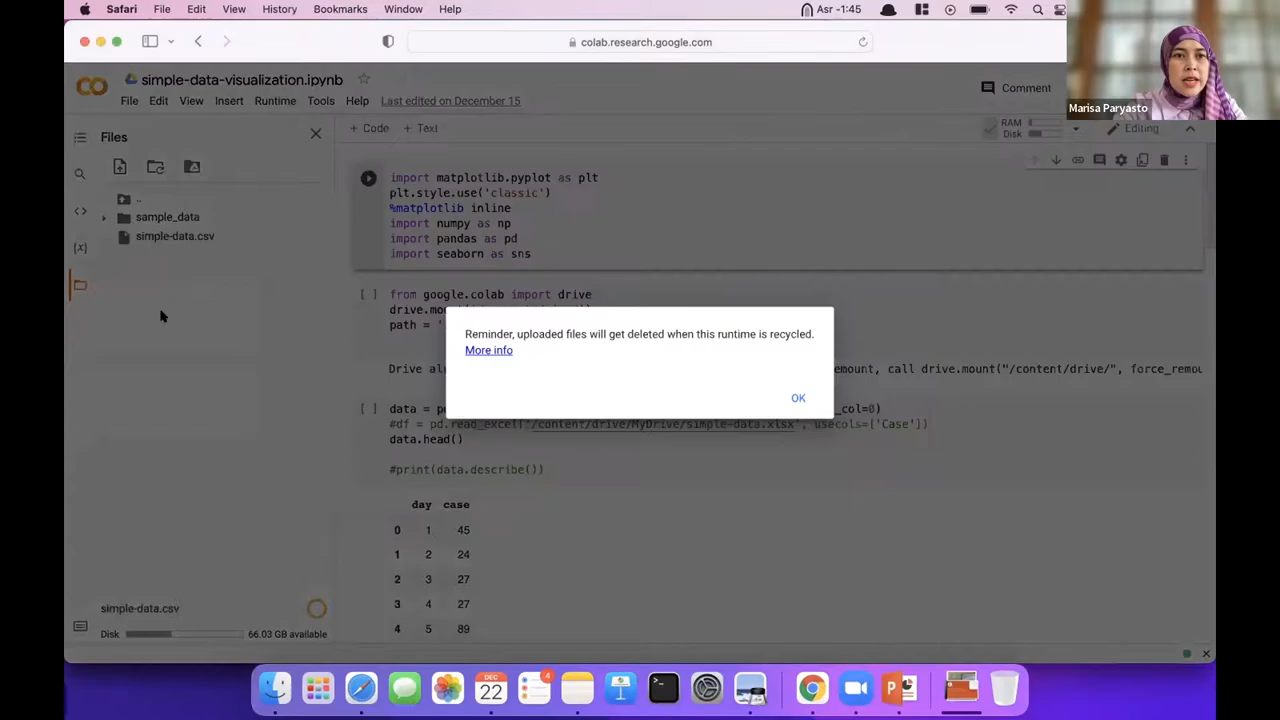 Safari File Edit View History Bookmarks Window Help
Asr -1:45
colab.research.google.com
simple-data-visualization.ipynb
File Edit View Insert Runtime Tools Help Last edited on December 15
Comment
Marisa Paryasto
Files
+ Code + Text
RAM
Disk
Editing
..
sample_data
simple-data.csv
{x}
import matplotlib.pyplot as plt
plt.style.use('classic')
%matplotlib inline
import numpy as np
import pandas as pd
import seaborn as sns
[ ] from google.colab import drive
drive.mo
path = '
Reminder, uploaded files will get deleted when this runtime is recycled.
More info
OK
Drive al
emount, call drive.mount("/content/drive/", force_remou
[ ] data = p
_col=0)
#df = pd.read_excel("/content/drive/MyDrive/simple-data.xlsx", usecols=['Case'])
data.head()
#print(data.describe())
day case
0 1 45
1 2 24
2 3 27
3 4 27
4 5 89
simple-data.csv
Disk 66.03 GB available
DEC
22
4